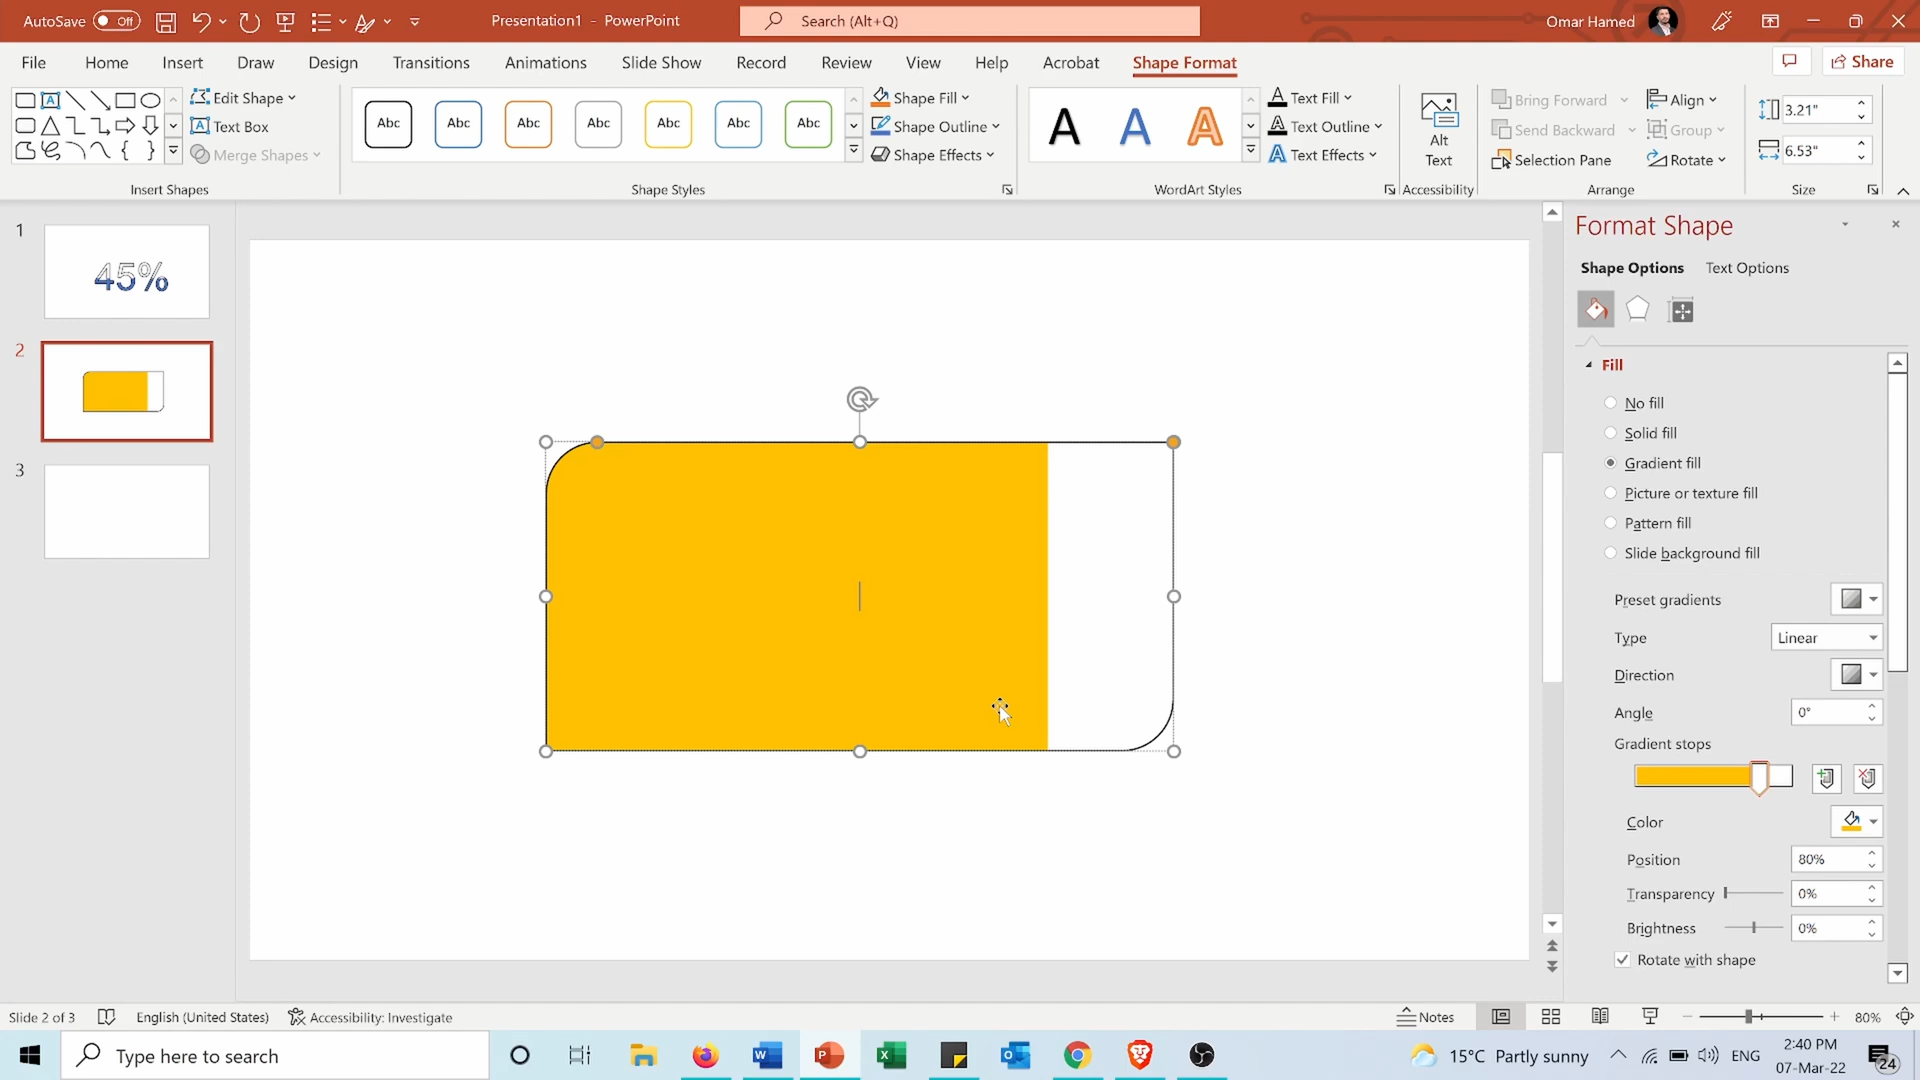 AutoSave Off Presentation1 - PowerPoint Search (Alt+Q) Omar Hamed
File Home Insert Draw Design Transitions Animations Slide Show Record Review View Help Acrobat Shape Format Share
Edit Shape
Text Box
Merge Shapes
Insert Shapes
Abc Abc Abc Abc Abc Abc Abc
Shape Styles
Shape Fill
Shape Outline
Shape Effects
A A A
WordArt Styles
Text Fill
Text Outline
Text Effects
Alt
Text
Accessibility
Bring Forward
Send Backward
Selection Pane
Align
Group
Rotate
Arrange
3.21"
6.53"
Size
1
45%
2
3
Format Shape
Shape Options Text Options
Fill
No fill
Solid fill
Gradient fill
Picture or texture fill
Pattern fill
Slide background fill
Preset gradients
Type Linear
Direction
Angle 0°
Gradient stops
Color
Position 80%
Transparency 0%
Brightness 0%
Rotate with shape
Slide 2 of 3 English (United States) Accessibility: Investigate Notes 80%
Type here to search 15°C Partly sunny ENG
2:40 PM
07-Mar-22
24